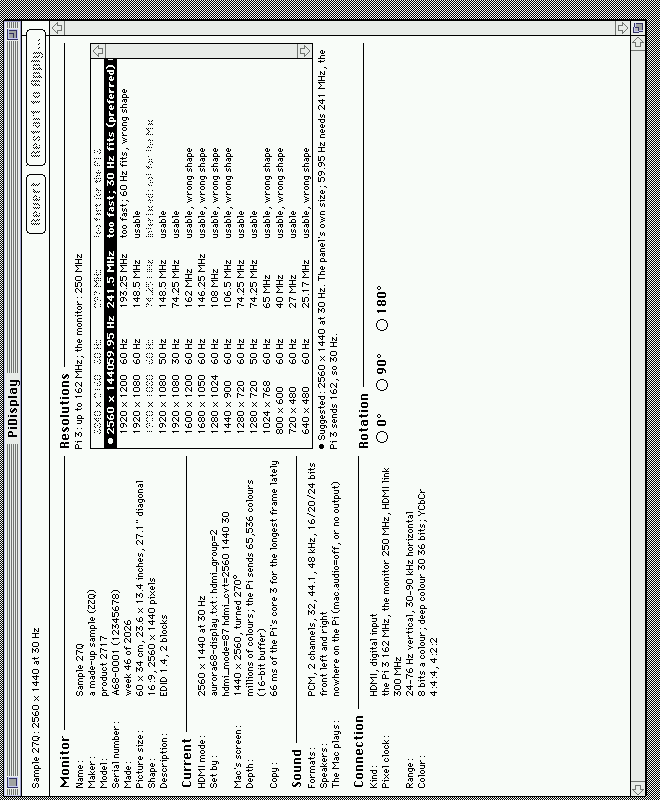 PiDisplay
Sample 27Q: 2560 × 1440 at 30 Hz
Revert
Restart to Apply...
Monitor
Name: Sample 27Q
Maker: a made-up sample (ZZQ)
Model: product 2717
Serial number: A68-0001 (12345678)
Made: week 46 of 2026
Picture size: 60 x 34 cm, 23.6 x 13.4 inches, 27.1" diagonal
Shape: 16:9, 2560 x 1440 pixels
Description: EDID 1.4, 2 blocks
Current
HDMI mode: 2560 x 1440 at 30 Hz
Set by: aurora68-display.txt: hdmi_group=2
hdmi_mode=87 hdmi_cvt=2560 1440 30
Mac's screen: 1440 x 2560, turned 270°
Depth: millions of colours; the Pi sends 65,536 colours
(16-bit buffer)
Copy: 66 ms of the Pi's core 3 for the longest frame lately
Sound
Formats: PCM, 2 channels, 32, 44.1, 48 kHz, 16/20/24 bits
Speakers: front left and right
The Mac plays: nowhere on the Pi (mac.audio=off, or no output)
Connection
Kind: HDMI, digital input
Pixel clock: the Pi 3 162 MHz, the monitor 250 MHz, HDMI link
300 MHz
Range: 24-76 Hz vertical, 30-90 kHz horizontal
Colour: 8 bits a colour; deep colour 30 36 bits; YCbCr
4:4:4, 4:2:2
Resolutions
Pi 3: up to 162 MHz; the monitor: 250 MHz
● 2560 × 1440 59.95 Hz 241.5 MHz too fast; 30 Hz fits (preferred)
1920 × 1200 60 Hz 193.25 MHz too fast; 60 Hz fits, wrong shape
1920 × 1080 60 Hz 148.5 MHz usable
60 Hz 74.25 MHz interlaced: not for the Mac
1920 × 1080 50 Hz 148.5 MHz usable
1920 × 1080 30 Hz 74.25 MHz usable
1600 × 1200 60 Hz 162 MHz usable, wrong shape
1680 × 1050 60 Hz 146.25 MHz usable, wrong shape
1280 × 1024 60 Hz 108 MHz usable, wrong shape
1440 × 900 60 Hz 106.5 MHz usable, wrong shape
1280 × 720 60 Hz 74.25 MHz usable
1280 × 720 50 Hz 74.25 MHz usable
1024 × 768 60 Hz 65 MHz usable, wrong shape
800 × 600 60 Hz 40 MHz usable, wrong shape
720 × 480 60 Hz 27 MHz usable
640 × 480 60 Hz 25.17 MHz usable, wrong shape
● Suggested: 2560 × 1440 at 30 Hz. The panel's own size; 59.95 Hz needs 241 MHz, the
Pi 3 sends 162, so 30 Hz.
Rotation
0° 90° 180°